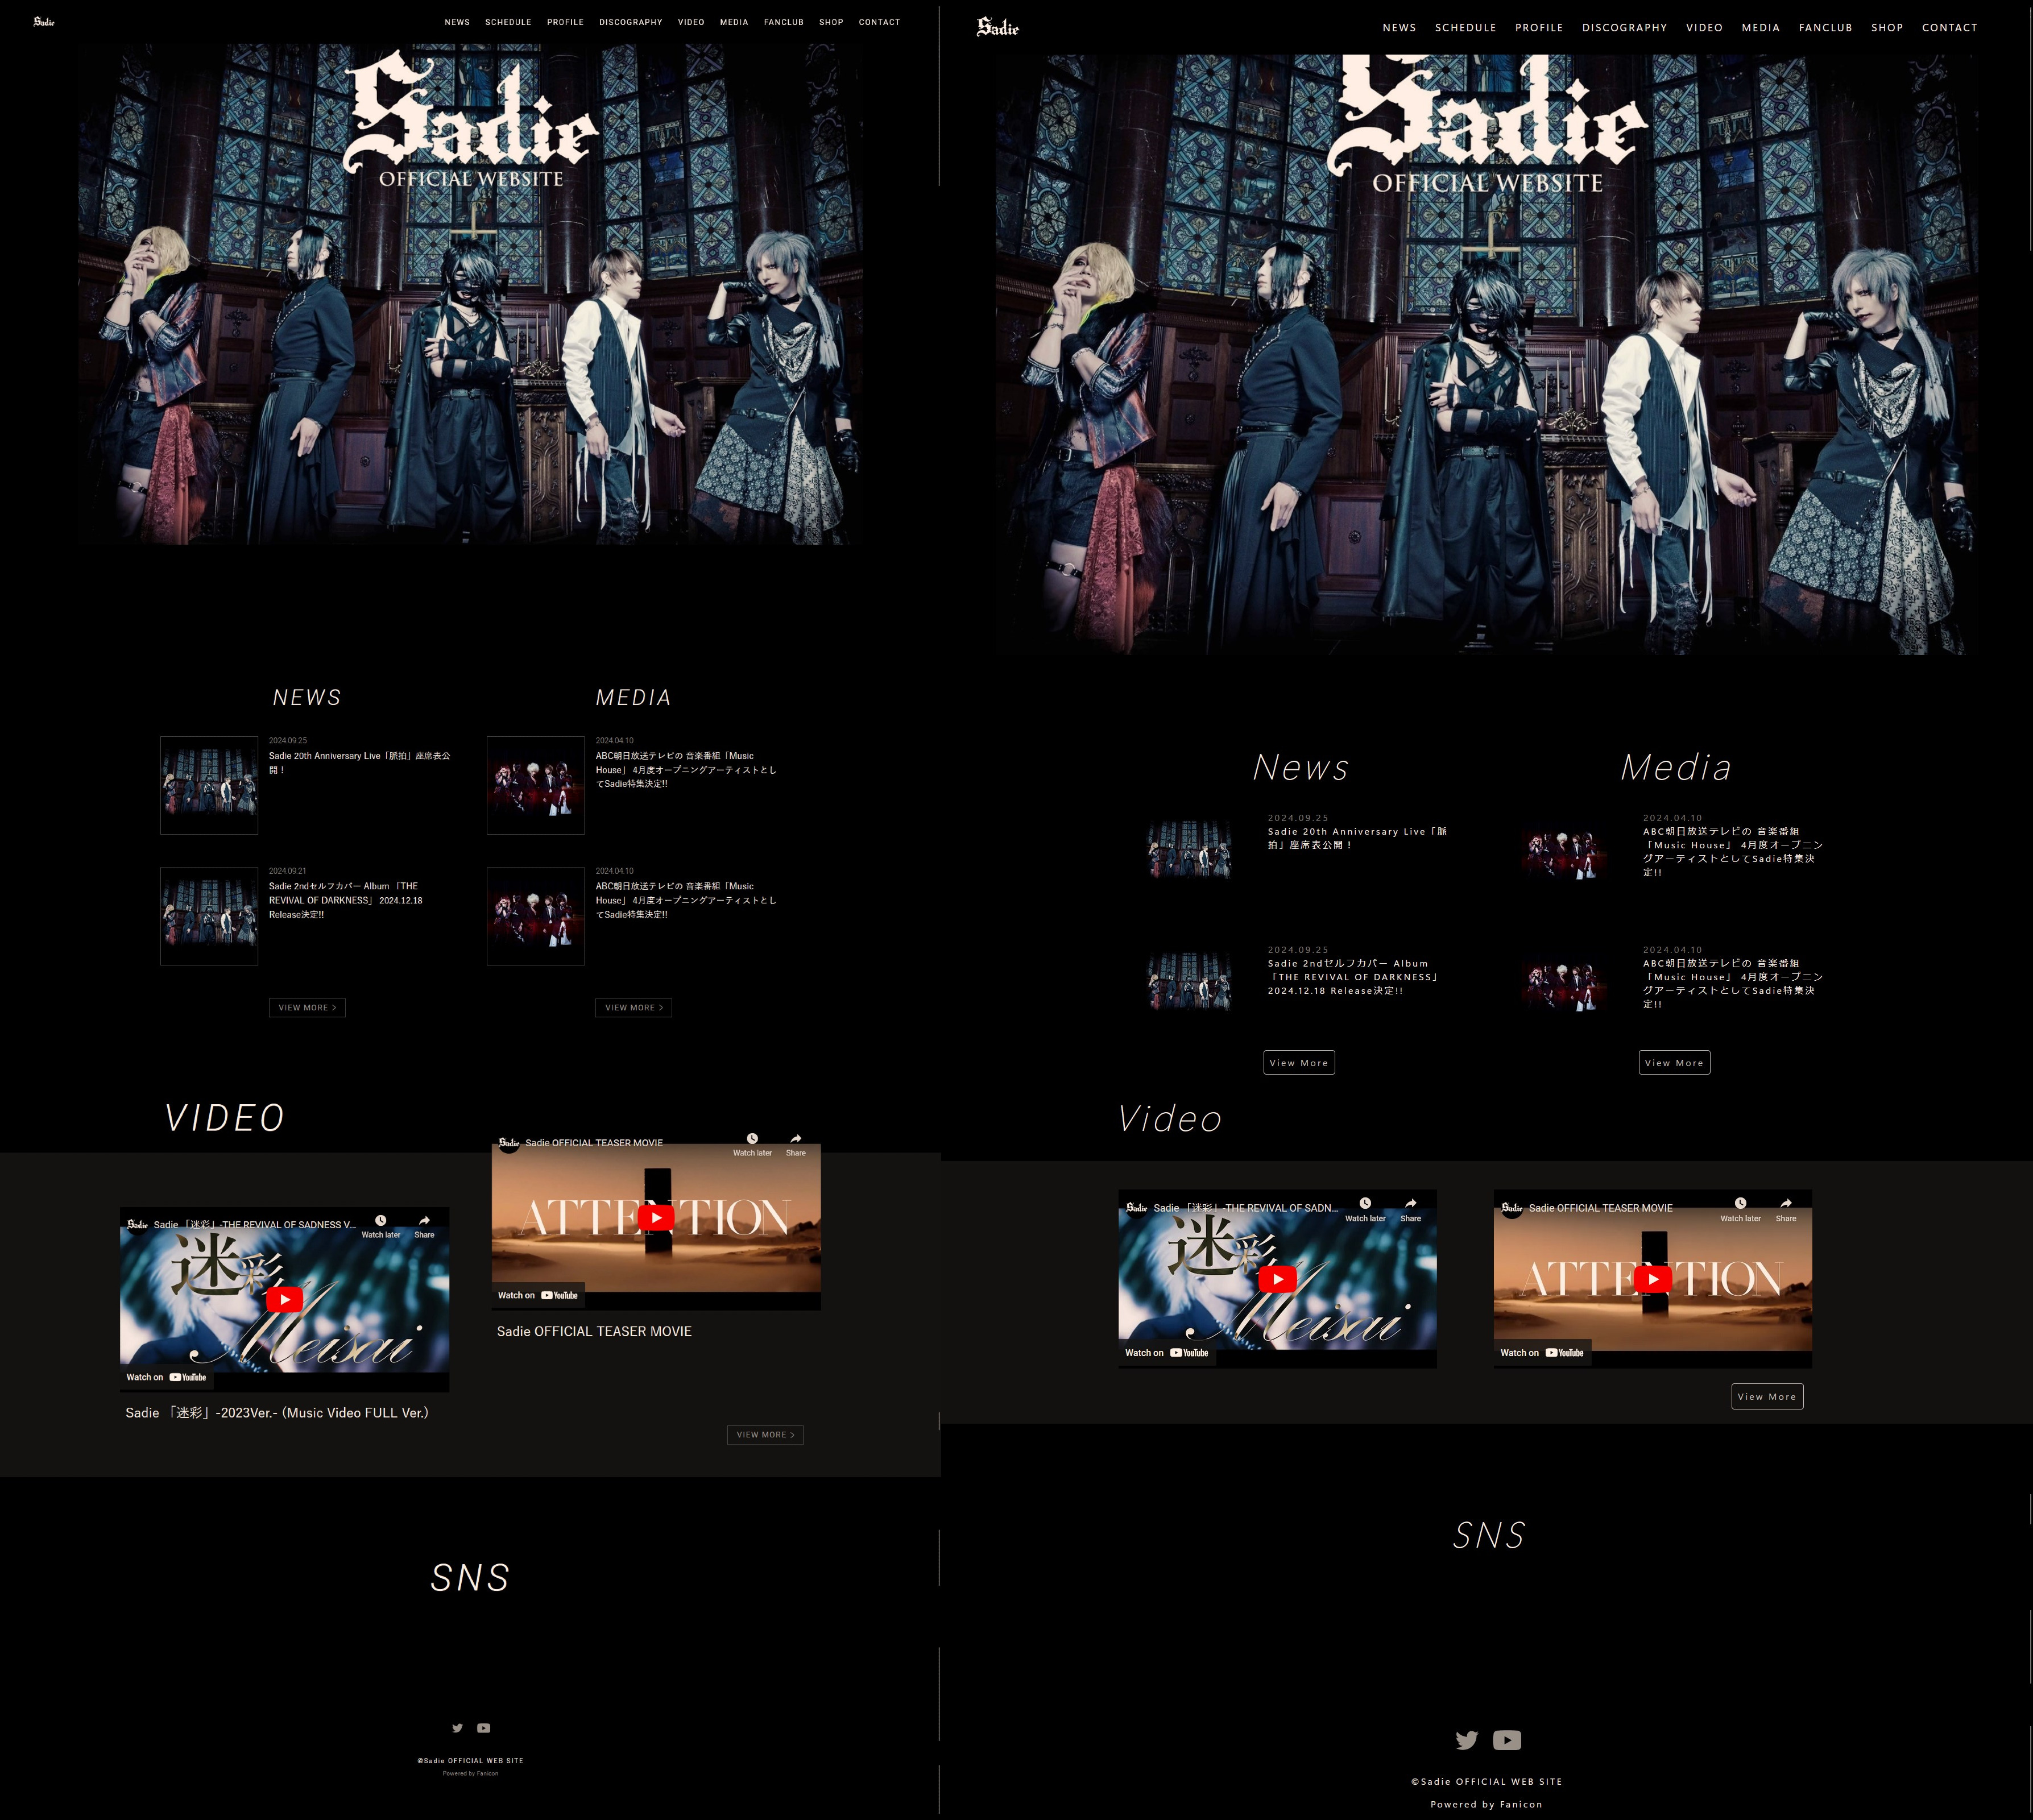 Sadie
NEWS SCHEDULE PROFILE DISCOGRAPHY VIDEO MEDIA FANCLUB SHOP CONTACT
Sadie
OFFICIAL WEBSITE
NEWS
2024.09.25
Sadie 20th Anniversary Live「脈拍」座席表公
開！
2024.09.21
Sadie 2ndセルフカバー Album 「THE
REVIVAL OF DARKNESS」 2024.12.18
Release決定!!
VIEW MORE >
MEDIA
2024.04.10
ABC朝日放送テレビの 音楽番組「Music
House」 4月度オープニングアーティストとし
てSadie特集決定!!
2024.04.10
ABC朝日放送テレビの 音楽番組「Music
House」 4月度オープニングアーティストとし
てSadie特集決定!!
VIEW MORE >
VIDEO
Sadie
Sadie 「迷彩」-THE REVIVAL OF SADNESS V...
Watch later
Share
迷彩
Meisai
Watch on YouTube
Sadie 「迷彩」-2023Ver.- (Music Video FULL Ver.)
Sadie
Sadie OFFICIAL TEASER MOVIE
Watch later
Share
ATTENTION
Watch on YouTube
Sadie OFFICIAL TEASER MOVIE
VIEW MORE >
SNS
©Sadie OFFICIAL WEB SITE
Powered by Fanicon
Sadie
NEWS SCHEDULE PROFILE DISCOGRAPHY VIDEO MEDIA FANCLUB SHOP CONTACT
Sadie
OFFICIAL WEBSITE
News
2024.09.25
Sadie 20th Anniversary Live「脈
拍」座席表公開！
2024.09.25
Sadie 2ndセルフカバー Album
「THE REVIVAL OF DARKNESS」
2024.12.18 Release決定!!
View More
Media
2024.04.10
ABC朝日放送テレビの 音楽番組
「Music House」 4月度オープニン
グアーティストとしてSadie特集決
定!!
2024.04.10
ABC朝日放送テレビの 音楽番組
「Music House」 4月度オープニン
グアーティストとしてSadie特集決
定!!
View More
Video
Sadie
Sadie 「迷彩」-THE REVIVAL OF SADN...
Watch later
Share
迷彩
Meisai
Watch on YouTube
Sadie
Sadie OFFICIAL TEASER MOVIE
Watch later
Share
ATTENTION
Watch on YouTube
View More
SNS
©Sadie OFFICIAL WEB SITE
Powered by Fanicon